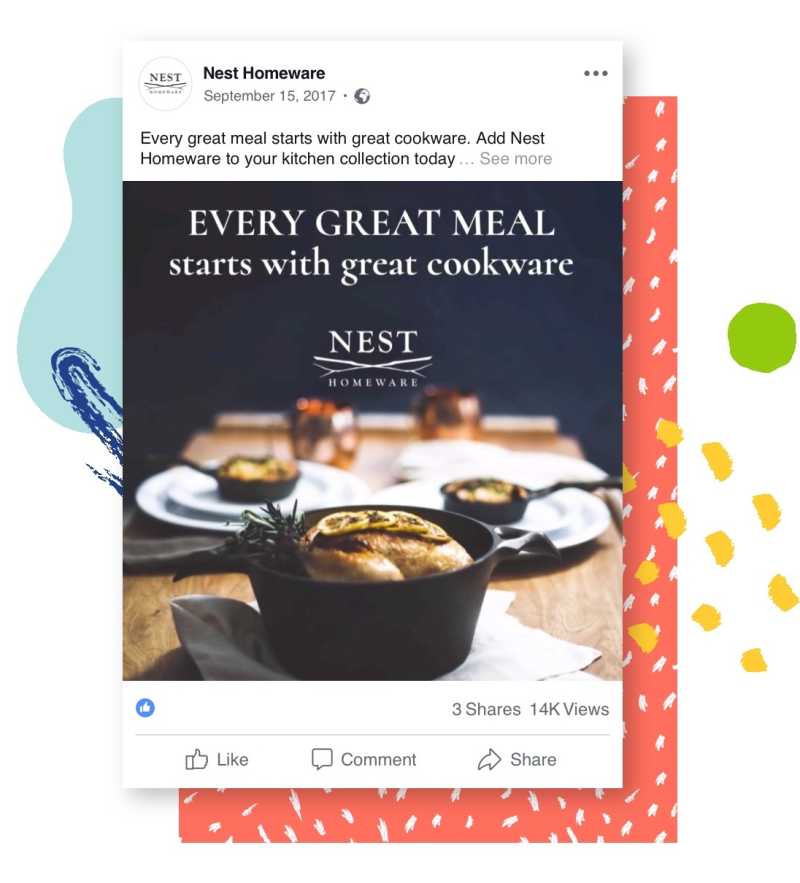 NEST
HOMEWARE
Nest Homeware
September 15, 2017 ·
Every great meal starts with great cookware. Add Nest
Homeware to your kitchen collection today ... See more
EVERY GREAT MEAL
starts with great cookware
NEST
HOMEWARE
3 Shares 14K Views
Like Comment Share